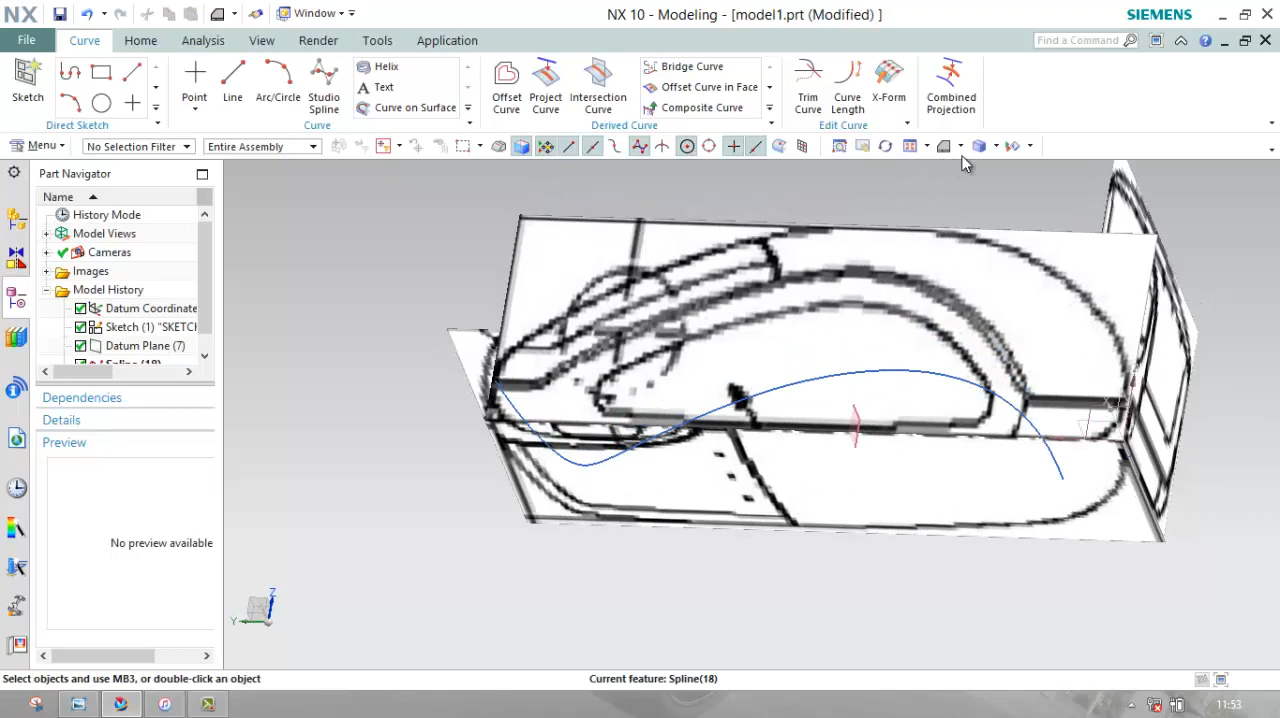 NX
Window
NX 10 - Modeling - [model1.prt (Modified) ]
SIEMENS
File
Curve
Home
Analysis
View
Render
Tools
Application
Find a Command
Sketch
Direct Sketch
Point
Line
Arc/Circle
Studio
Spline
Helix
Text
Curve on Surface
Curve
Offset
Curve
Project
Curve
Intersection
Curve
Bridge Curve
Offset Curve in Face
Composite Curve
Derived Curve
Trim
Curve
Curve
Length
X-Form
Edit Curve
Combined
Projection
Menu
No Selection Filter
Entire Assembly
Part Navigator
Name
History Mode
Model Views
Cameras
Images
Model History
Datum Coordinate
Sketch (1) "SKETCH
Datum Plane (7)
Spline (18)
Dependencies
Details
Preview
No preview available
Z
Y
Select objects and use MB3, or double-click an object
Current feature: Spline(18)
11:53